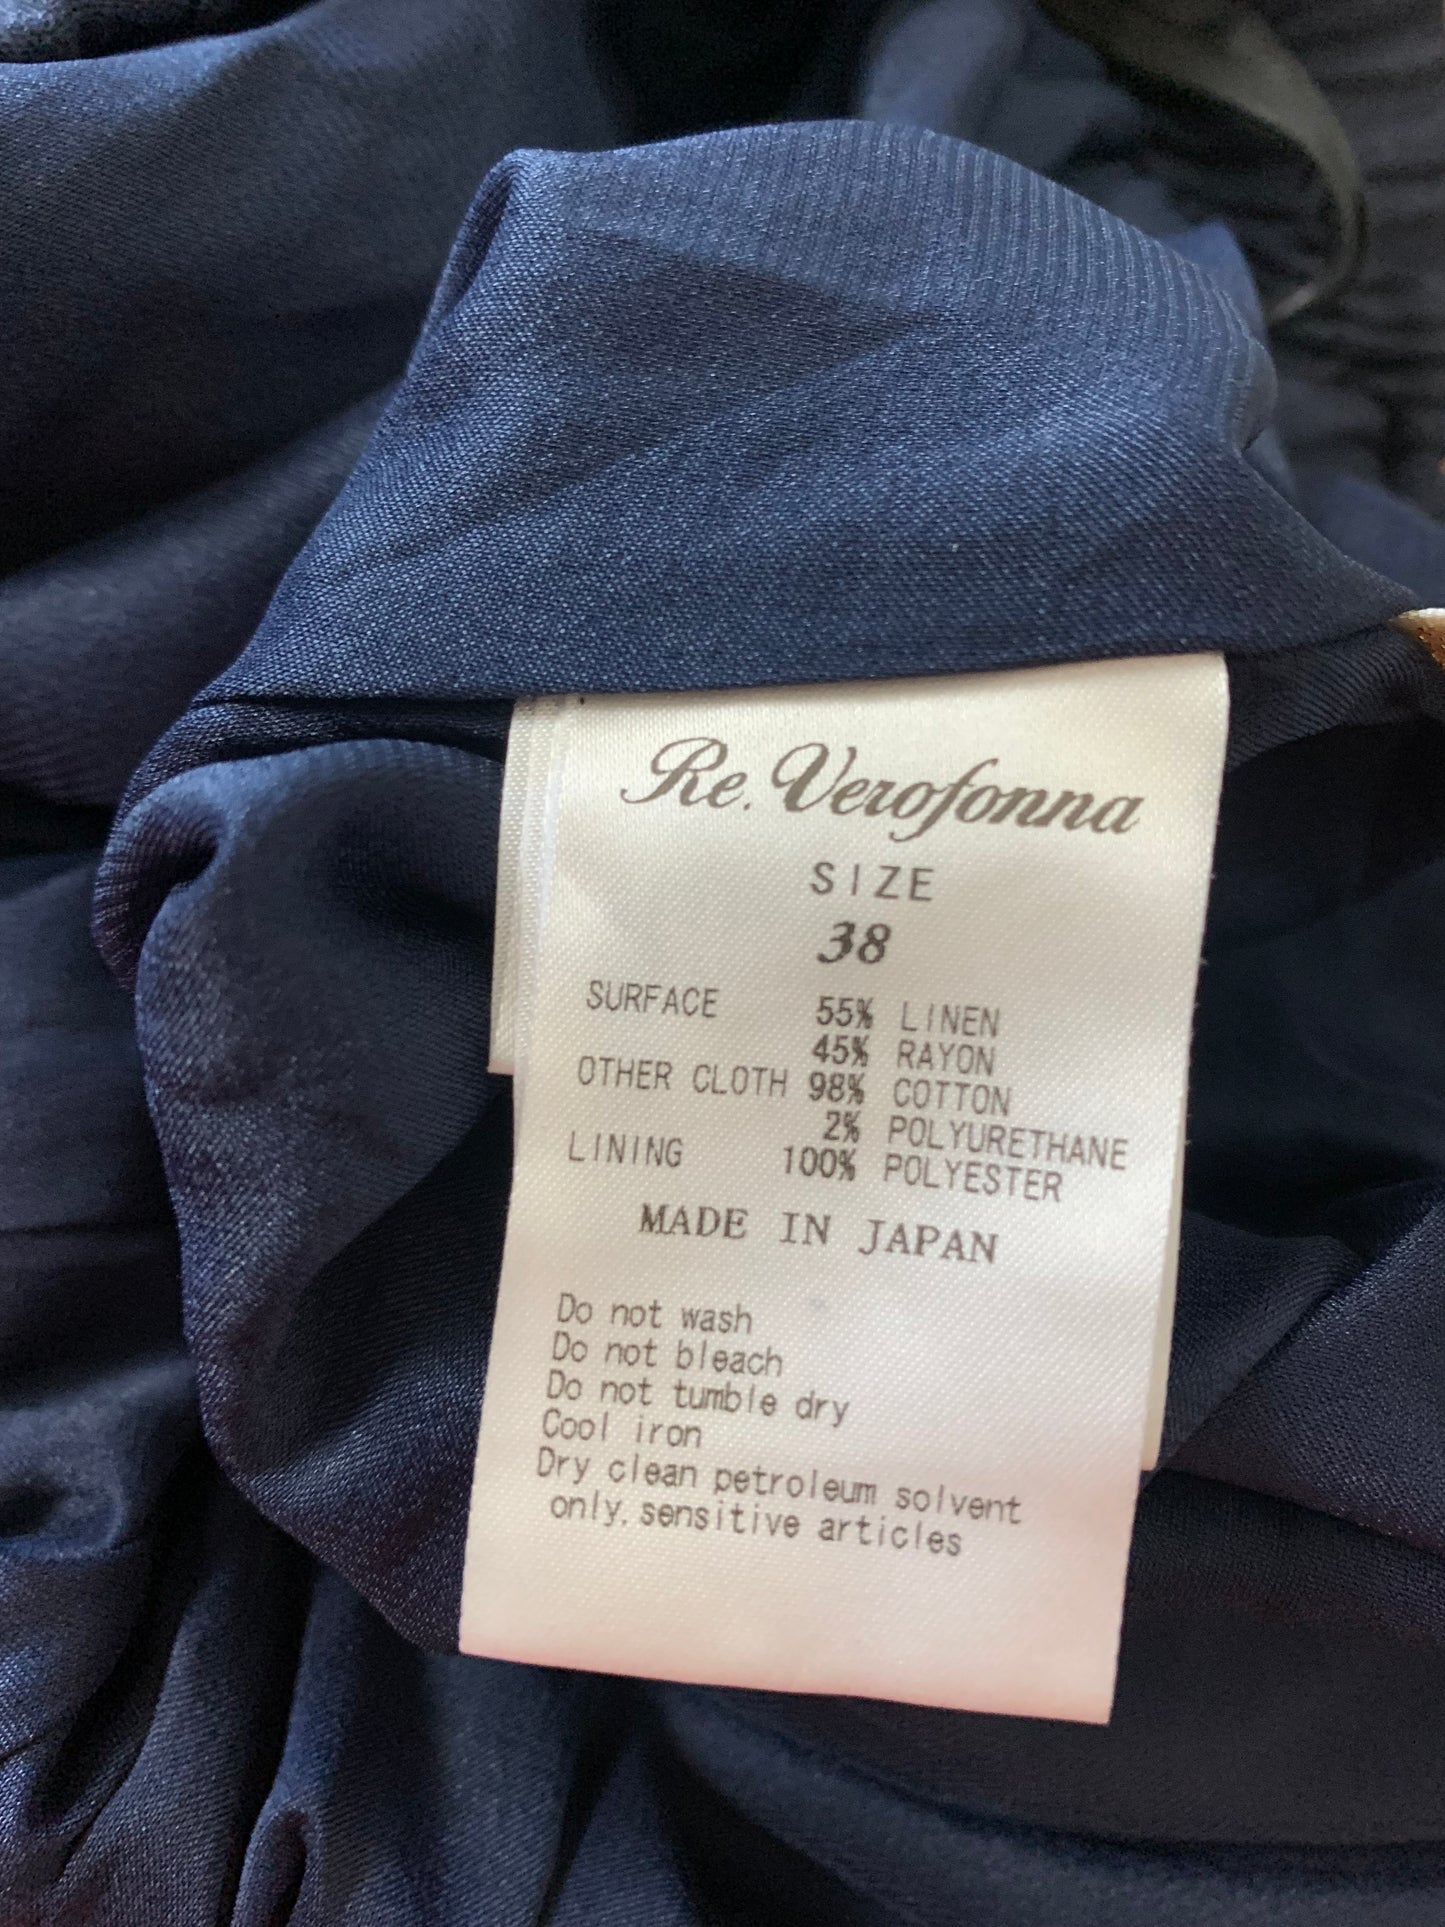 Re. Verofonna
SIZE
38
SURFACE 55% LINEN
45% RAYON
OTHER CLOTH 98% COTTON
2% POLYURETHANE
LINING 100% POLYESTER
MADE IN JAPAN
Do not wash
Do not bleach
Do not tumble dry
Cool iron
Dry clean petroleum solvent
only. sensitive articles